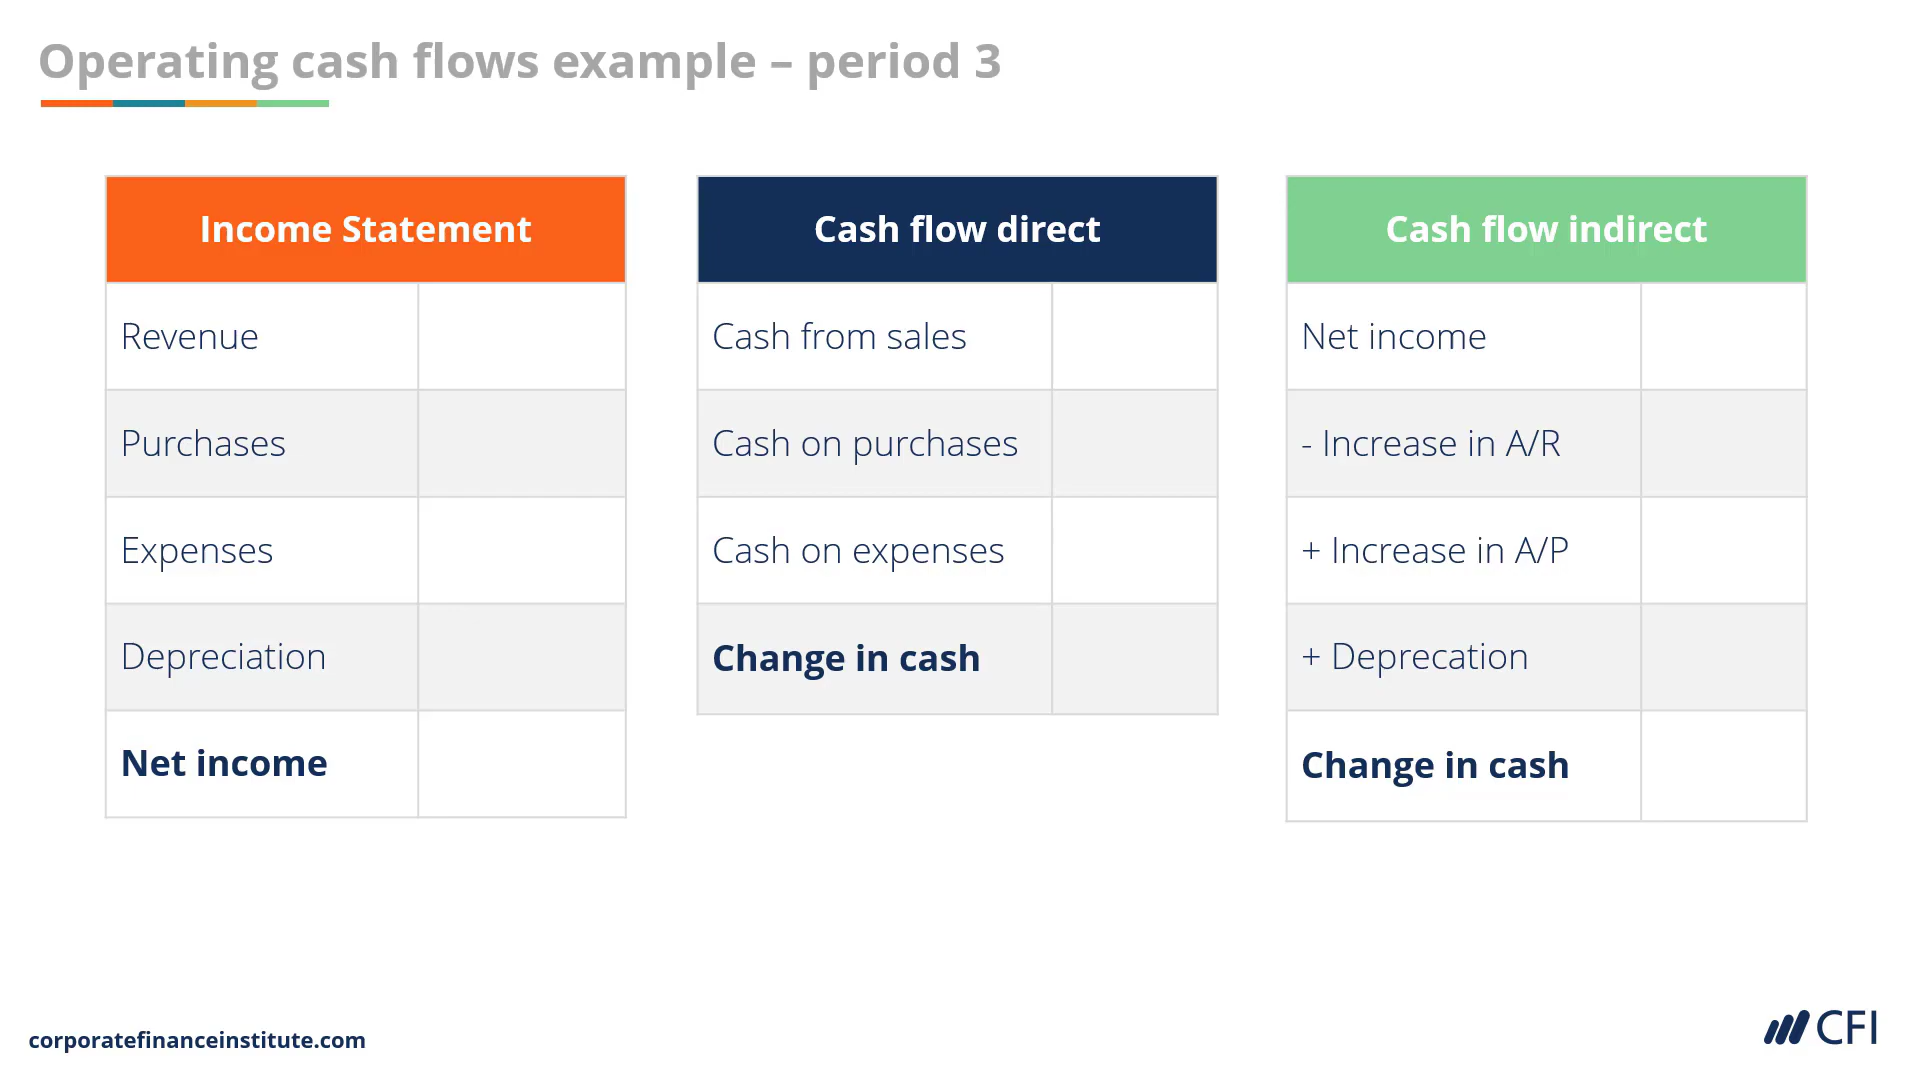 Operating cash flows example – period 3
Income Statement
Revenue
Purchases
Expenses
Depreciation
Net income
Cash flow direct
Cash from sales
Cash on purchases
Cash on expenses
Change in cash
Cash flow indirect
Net income
- Increase in A/R
+ Increase in A/P
+ Deprecation
Change in cash
corporatefinanceinstitute.com
CFI